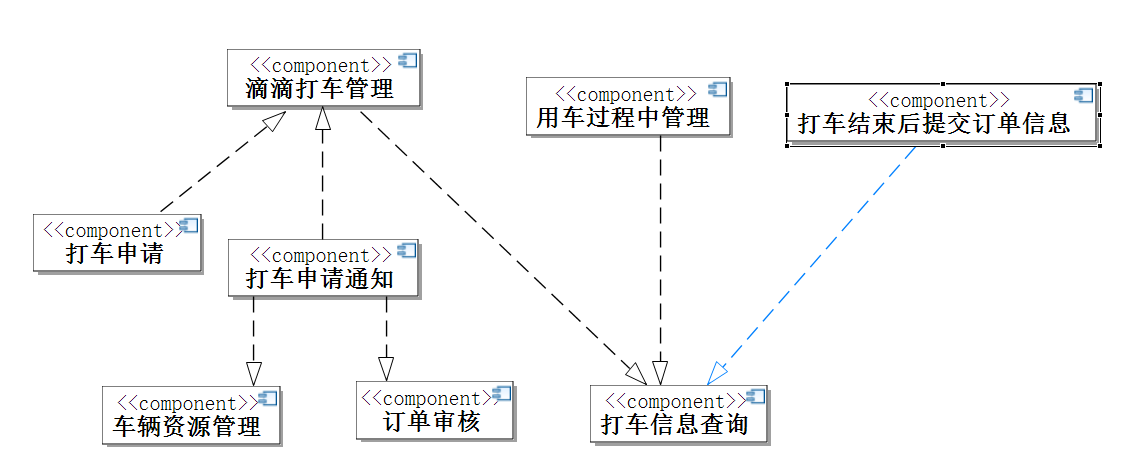 <<component>>
滴滴打车管理
<<component>>
用车过程中管理
<<component>>
打车结束后提交订单信息
<<component>>
打车申请
<<component>>
打车申请通知
<<component>>
车辆资源管理
<<component>>
订单审核
<<component>>
打车信息查询